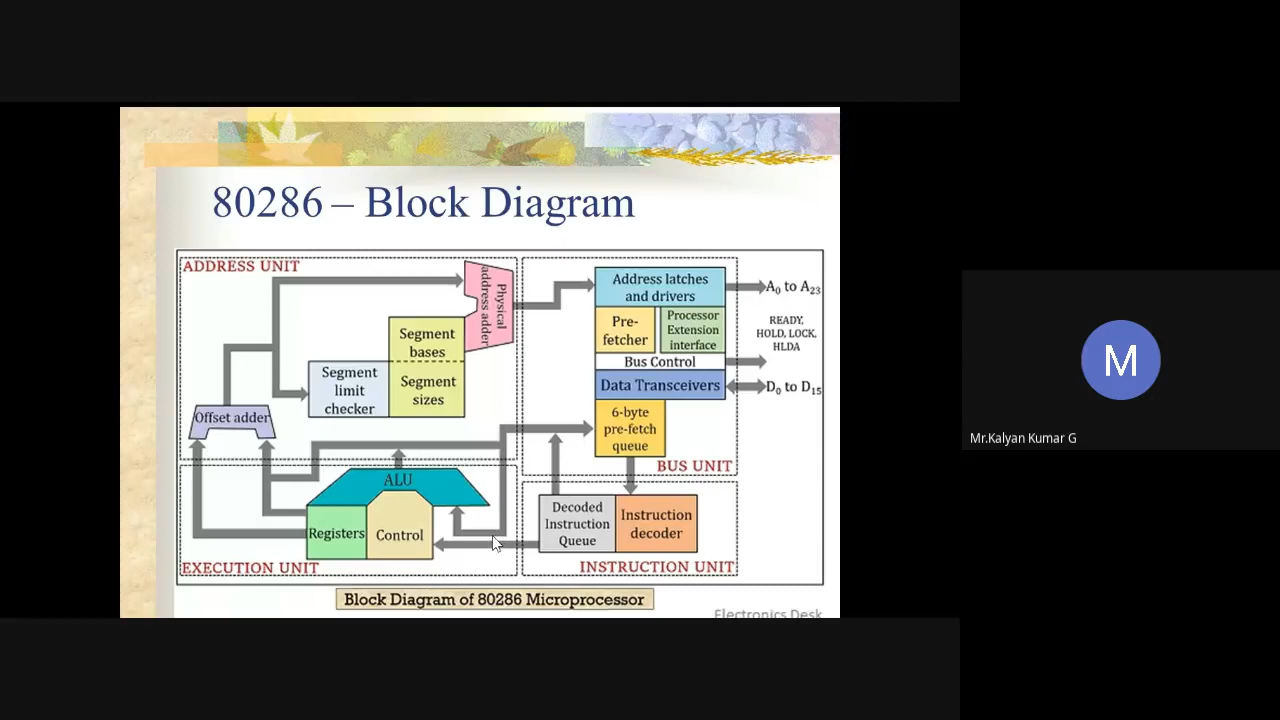 80286 – Block Diagram
ADDRESS UNIT
Physical
address adder
Segment
bases
Segment
sizes
Segment
limit
checker
Offset adder
ALU
Registers
Control
EXECUTION UNIT
Address latches
and drivers
Pre-
fetcher
Processor
Extension
interface
Bus Control
Data Transceivers
6-byte
pre-fetch
queue
BUS UNIT
A₀ to A₂₃
READY,
HOLD, LOCK,
HLDA
D₀ to D₁₅
Decoded
Instruction
Queue
Instruction
decoder
INSTRUCTION UNIT
Block Diagram of 80286 Microprocessor
Electronics Desk
M
Mr.Kalyan Kumar G